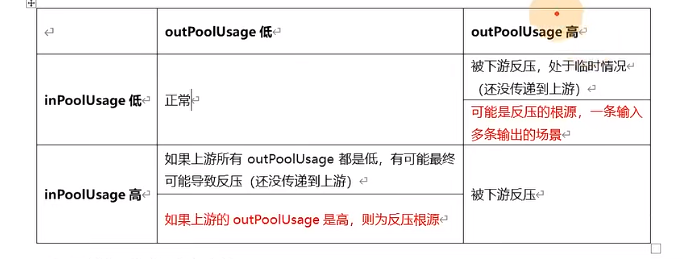 outPoolUsage 低
outPoolUsage 高
inPoolUsage 低
正常
被下游反压，处于临时情况
（还没传递到上游）
可能是反压的根源，一条输入
多条输出的场景
inPoolUsage 高
如果上游所有 outPoolUsage 都是低，有可能最终
可能导致反压（还没传递到上游）
如果上游的 outPoolUsage 是高，则为反压根源
被下游反压